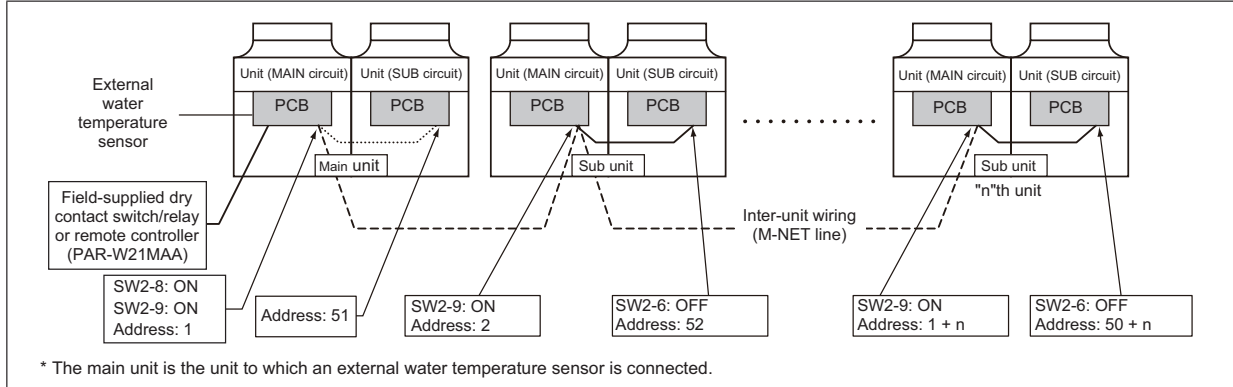 Unit (MAIN circuit)
Unit (SUB circuit)
Unit (MAIN circuit)
Unit (SUB circuit)
Unit (MAIN circuit)
Unit (SUB circuit)
External
water
temperature
sensor
PCB
PCB
PCB
PCB
PCB
PCB
Main unit
Sub unit
Sub unit
"n"th unit
Field-supplied dry
contact switch/relay
or remote controller
(PAR-W21MAA)
Inter-unit wiring
(M-NET line)
SW2-8: ON
SW2-9: ON
Address: 1
Address: 51
SW2-9: ON
Address: 2
SW2-6: OFF
Address: 52
SW2-9: ON
Address: 1 + n
SW2-6: OFF
Address: 50 + n
* The main unit is the unit to which an external water temperature sensor is connected.